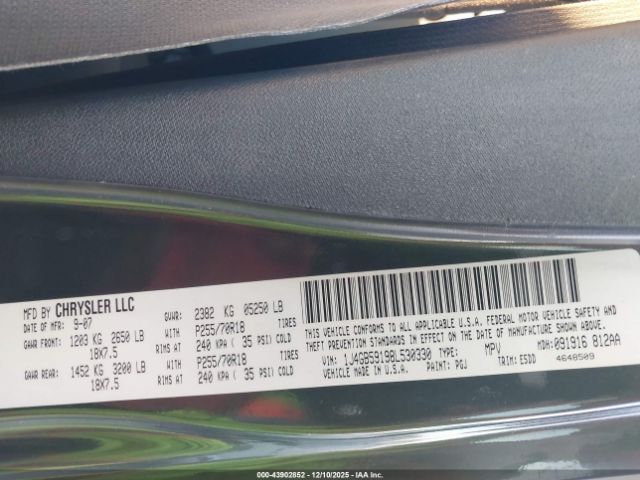 MFD BY CHRYSLER LLC
DATE OF MFR: 9-07 GVWR: 2382 KG 05250 LB
GAWR FRONT: 1203 KG 2650 LB WITH P255/70R18 TIRES
18X7.5 RIMS AT 240 KPA ( 35 PSI) COLD
GAWR REAR: 1452 KG 3200 LB WITH P255/70R18 TIRES
18X7.5 RIMS AT 240 KPA ( 35 PSI) COLD
THIS VEHICLE CONFORMS TO ALL APPLICABLE U.S.A. FEDERAL MOTOR VEHICLE SAFETY AND
THEFT PREVENTION STANDARDS IN EFFECT ON THE DATE OF MANUFACTURE SHOWN ABOVE.
VIN: 1J4GB59198L530330 TYPE: MPV MDH: 091916 812AA
VEHICLE MADE IN U.S.A. PAINT: PGJ TRIM: E5DD 4648509
000-43902852 - 12/10/2025 - IAAI.COM